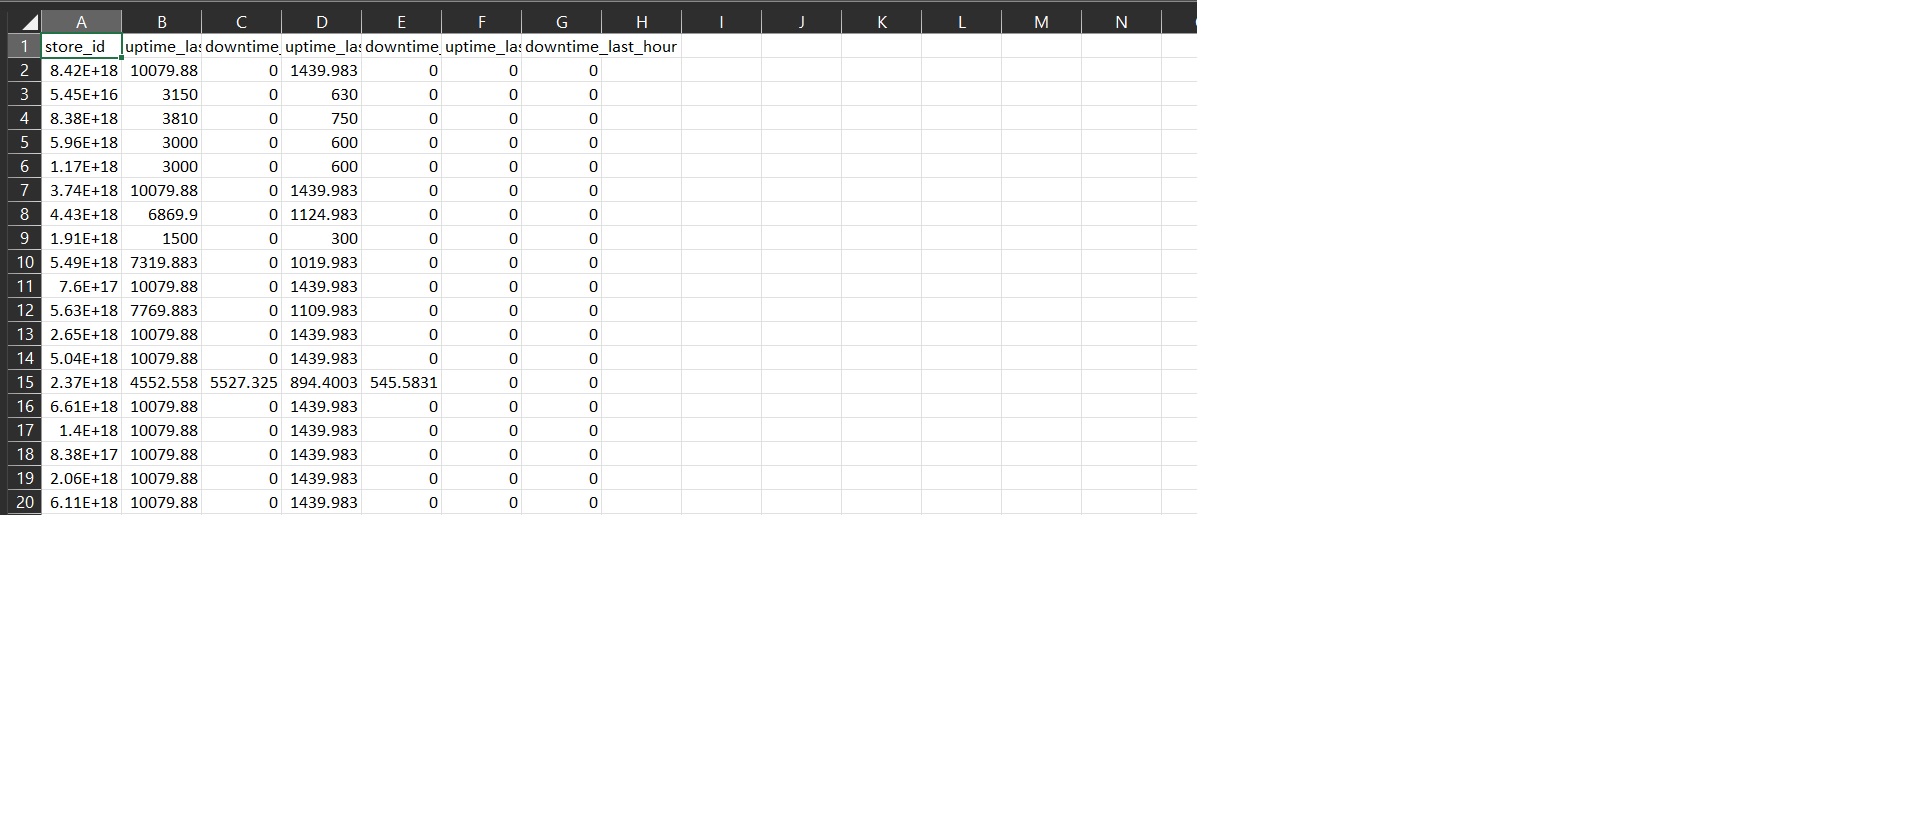 A B C D E F G H I J K L M N
1 store_id uptime_las downtime_ uptime_las downtime_ uptime_las downtime_last_hour
2 8.42E+18 10079.88 0 1439.983 0 0 0
3 5.45E+16 3150 0 630 0 0 0
4 8.38E+18 3810 0 750 0 0 0
5 5.96E+18 3000 0 600 0 0 0
6 1.17E+18 3000 0 600 0 0 0
7 3.74E+18 10079.88 0 1439.983 0 0 0
8 4.43E+18 6869.9 0 1124.983 0 0 0
9 1.91E+18 1500 0 300 0 0 0
10 5.49E+18 7319.883 0 1019.983 0 0 0
11 7.6E+17 10079.88 0 1439.983 0 0 0
12 5.63E+18 7769.883 0 1109.983 0 0 0
13 2.65E+18 10079.88 0 1439.983 0 0 0
14 5.04E+18 10079.88 0 1439.983 0 0 0
15 2.37E+18 4552.558 5527.325 894.4003 545.5831 0 0
16 6.61E+18 10079.88 0 1439.983 0 0 0
17 1.4E+18 10079.88 0 1439.983 0 0 0
18 8.38E+17 10079.88 0 1439.983 0 0 0
19 2.06E+18 10079.88 0 1439.983 0 0 0
20 6.11E+18 10079.88 0 1439.983 0 0 0